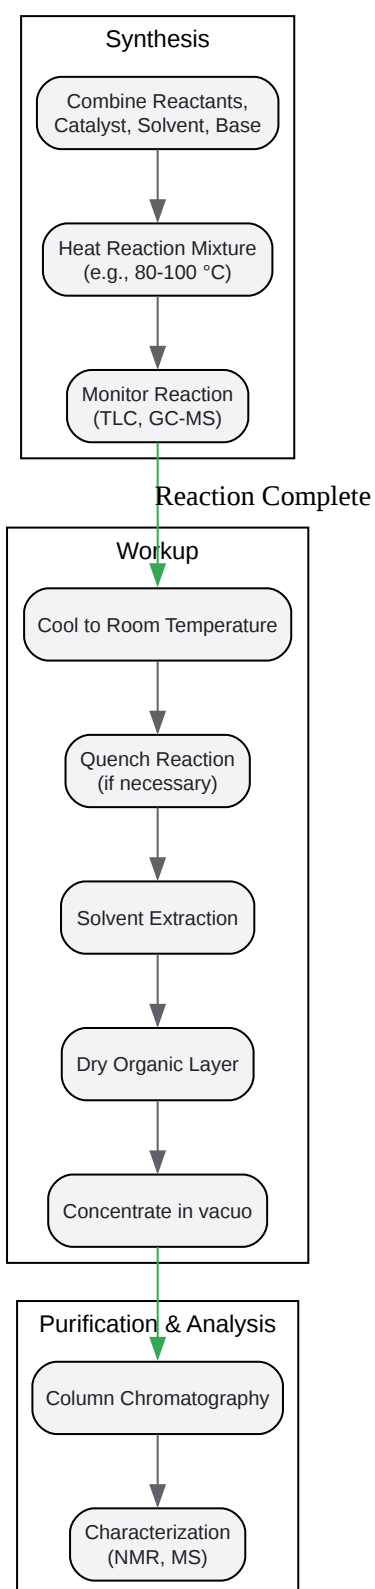 Synthesis
Combine Reactants,
Catalyst, Solvent, Base
Heat Reaction Mixture
(e.g., 80-100 °C)
Monitor Reaction
(TLC, GC-MS)
Reaction Complete
Workup
Cool to Room Temperature
Quench Reaction
(if necessary)
Solvent Extraction
Dry Organic Layer
Concentrate in vacuo
Purification & Analysis
Column Chromatography
Characterization
(NMR, MS)